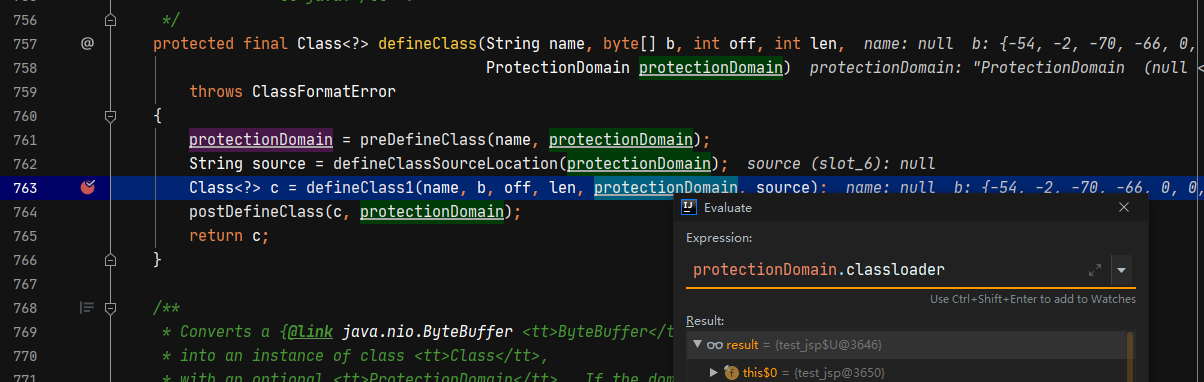 756 */
757 @ protected final Class<?> defineClass(String name, byte[] b, int off, int len, name: null b: {-54, -2, -70, -66, 0,
758 ProtectionDomain protectionDomain) protectionDomain: "ProtectionDomain (null <
759 throws ClassFormatError
760 {
761 protectionDomain = preDefineClass(name, protectionDomain);
762 String source = defineClassSourceLocation(protectionDomain); source (slot_6): null
763 Class<?> c = defineClass1(name, b, off, len, protectionDomain, source); name: null b: {-54, -2, -70, -66, 0, 0,
764 postDefineClass(c, protectionDomain);
765 return c;
766 }
767
768 /**
769 * Converts a {@link java.nio.ByteBuffer <tt>ByteBuffer</t
770 * into an instance of class <tt>Class</tt>,
771 * with an optional <tt>ProtectionDomain</tt>. If the dom
IJ Evaluate
Expression:
protectionDomain.classloader
Use Ctrl+Shift+Enter to add to Watches
Result:
result = {test_jsp$U@3646}
f this$0 = {test_jsp@3650}